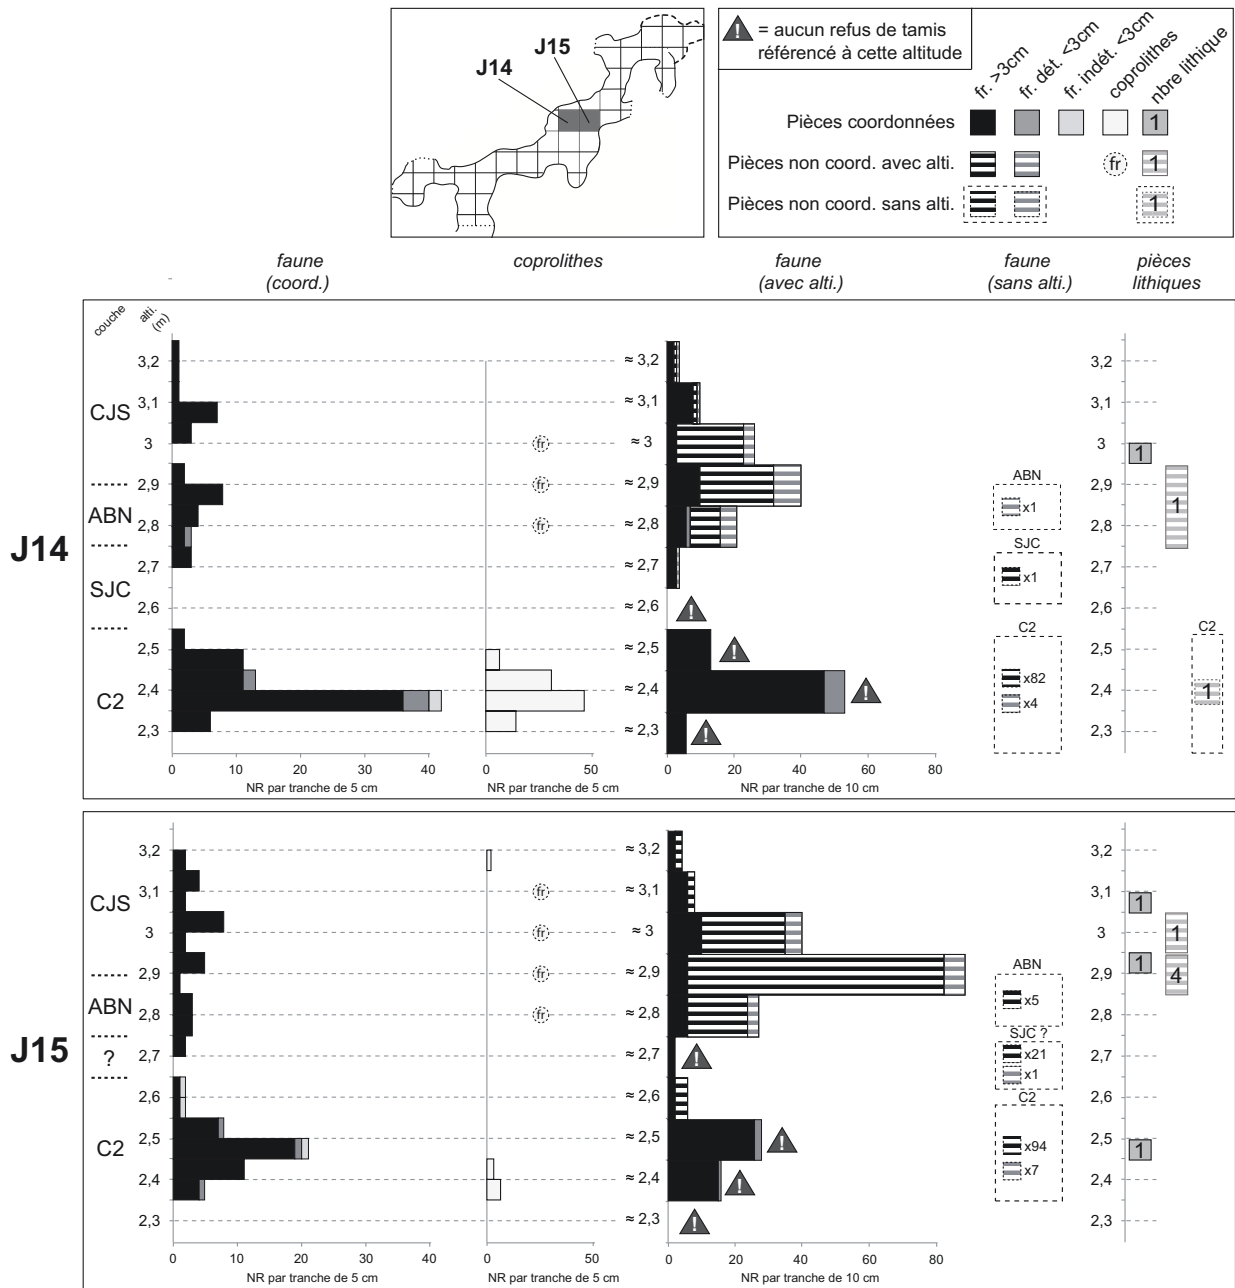 J15
J14
! = aucun refus de tamis
référencé à cette altitude
fr. >3cm
fr. dét. <3cm
fr. indét. <3cm
coprolithes
nbre lithique
Pièces coordonnées 1
Pièces non coord. avec alti. fr 1
Pièces non coord. sans alti. 1
faune
(coord.)
coprolithes
faune
(avec alti.)
faune
(sans alti.)
pièces
lithiques
J14
couche
alti.
(m)
CJS
ABN
SJC
C2
3,2
3,1
3
2,9
2,8
2,7
2,6
2,5
2,4
2,3
0 10 20 30 40
NR par tranche de 5 cm
fr
fr
fr
0 50
NR par tranche de 5 cm
≈ 3,2
≈ 3,1
≈ 3
≈ 2,9
≈ 2,8
≈ 2,7
≈ 2,6 !
≈ 2,5 !
≈ 2,4 !
≈ 2,3 !
0 20 40 60 80
NR par tranche de 10 cm
ABN
x1
SJC
x1
C2
x82
x4
3,2
3,1
3
2,9
2,8
2,7
2,6
2,5
2,4
2,3
1
1
C2
1
J15
CJS
ABN
?
C2
3,2
3,1
3
2,9
2,8
2,7
2,6
2,5
2,4
2,3
0 10 20 30 40
NR par tranche de 5 cm
fr
fr
fr
fr
0 50
NR par tranche de 5 cm
≈ 3,2
≈ 3,1
≈ 3
≈ 2,9
≈ 2,8
≈ 2,7 !
≈ 2,6
≈ 2,5 !
≈ 2,4 !
≈ 2,3 !
0 20 40 60 80
NR par tranche de 10 cm
ABN
x5
SJC ?
x21
x1
C2
x94
x7
3,2
3,1
3
2,9
2,8
2,7
2,6
2,5
2,4
2,3
1
1
1
4
1